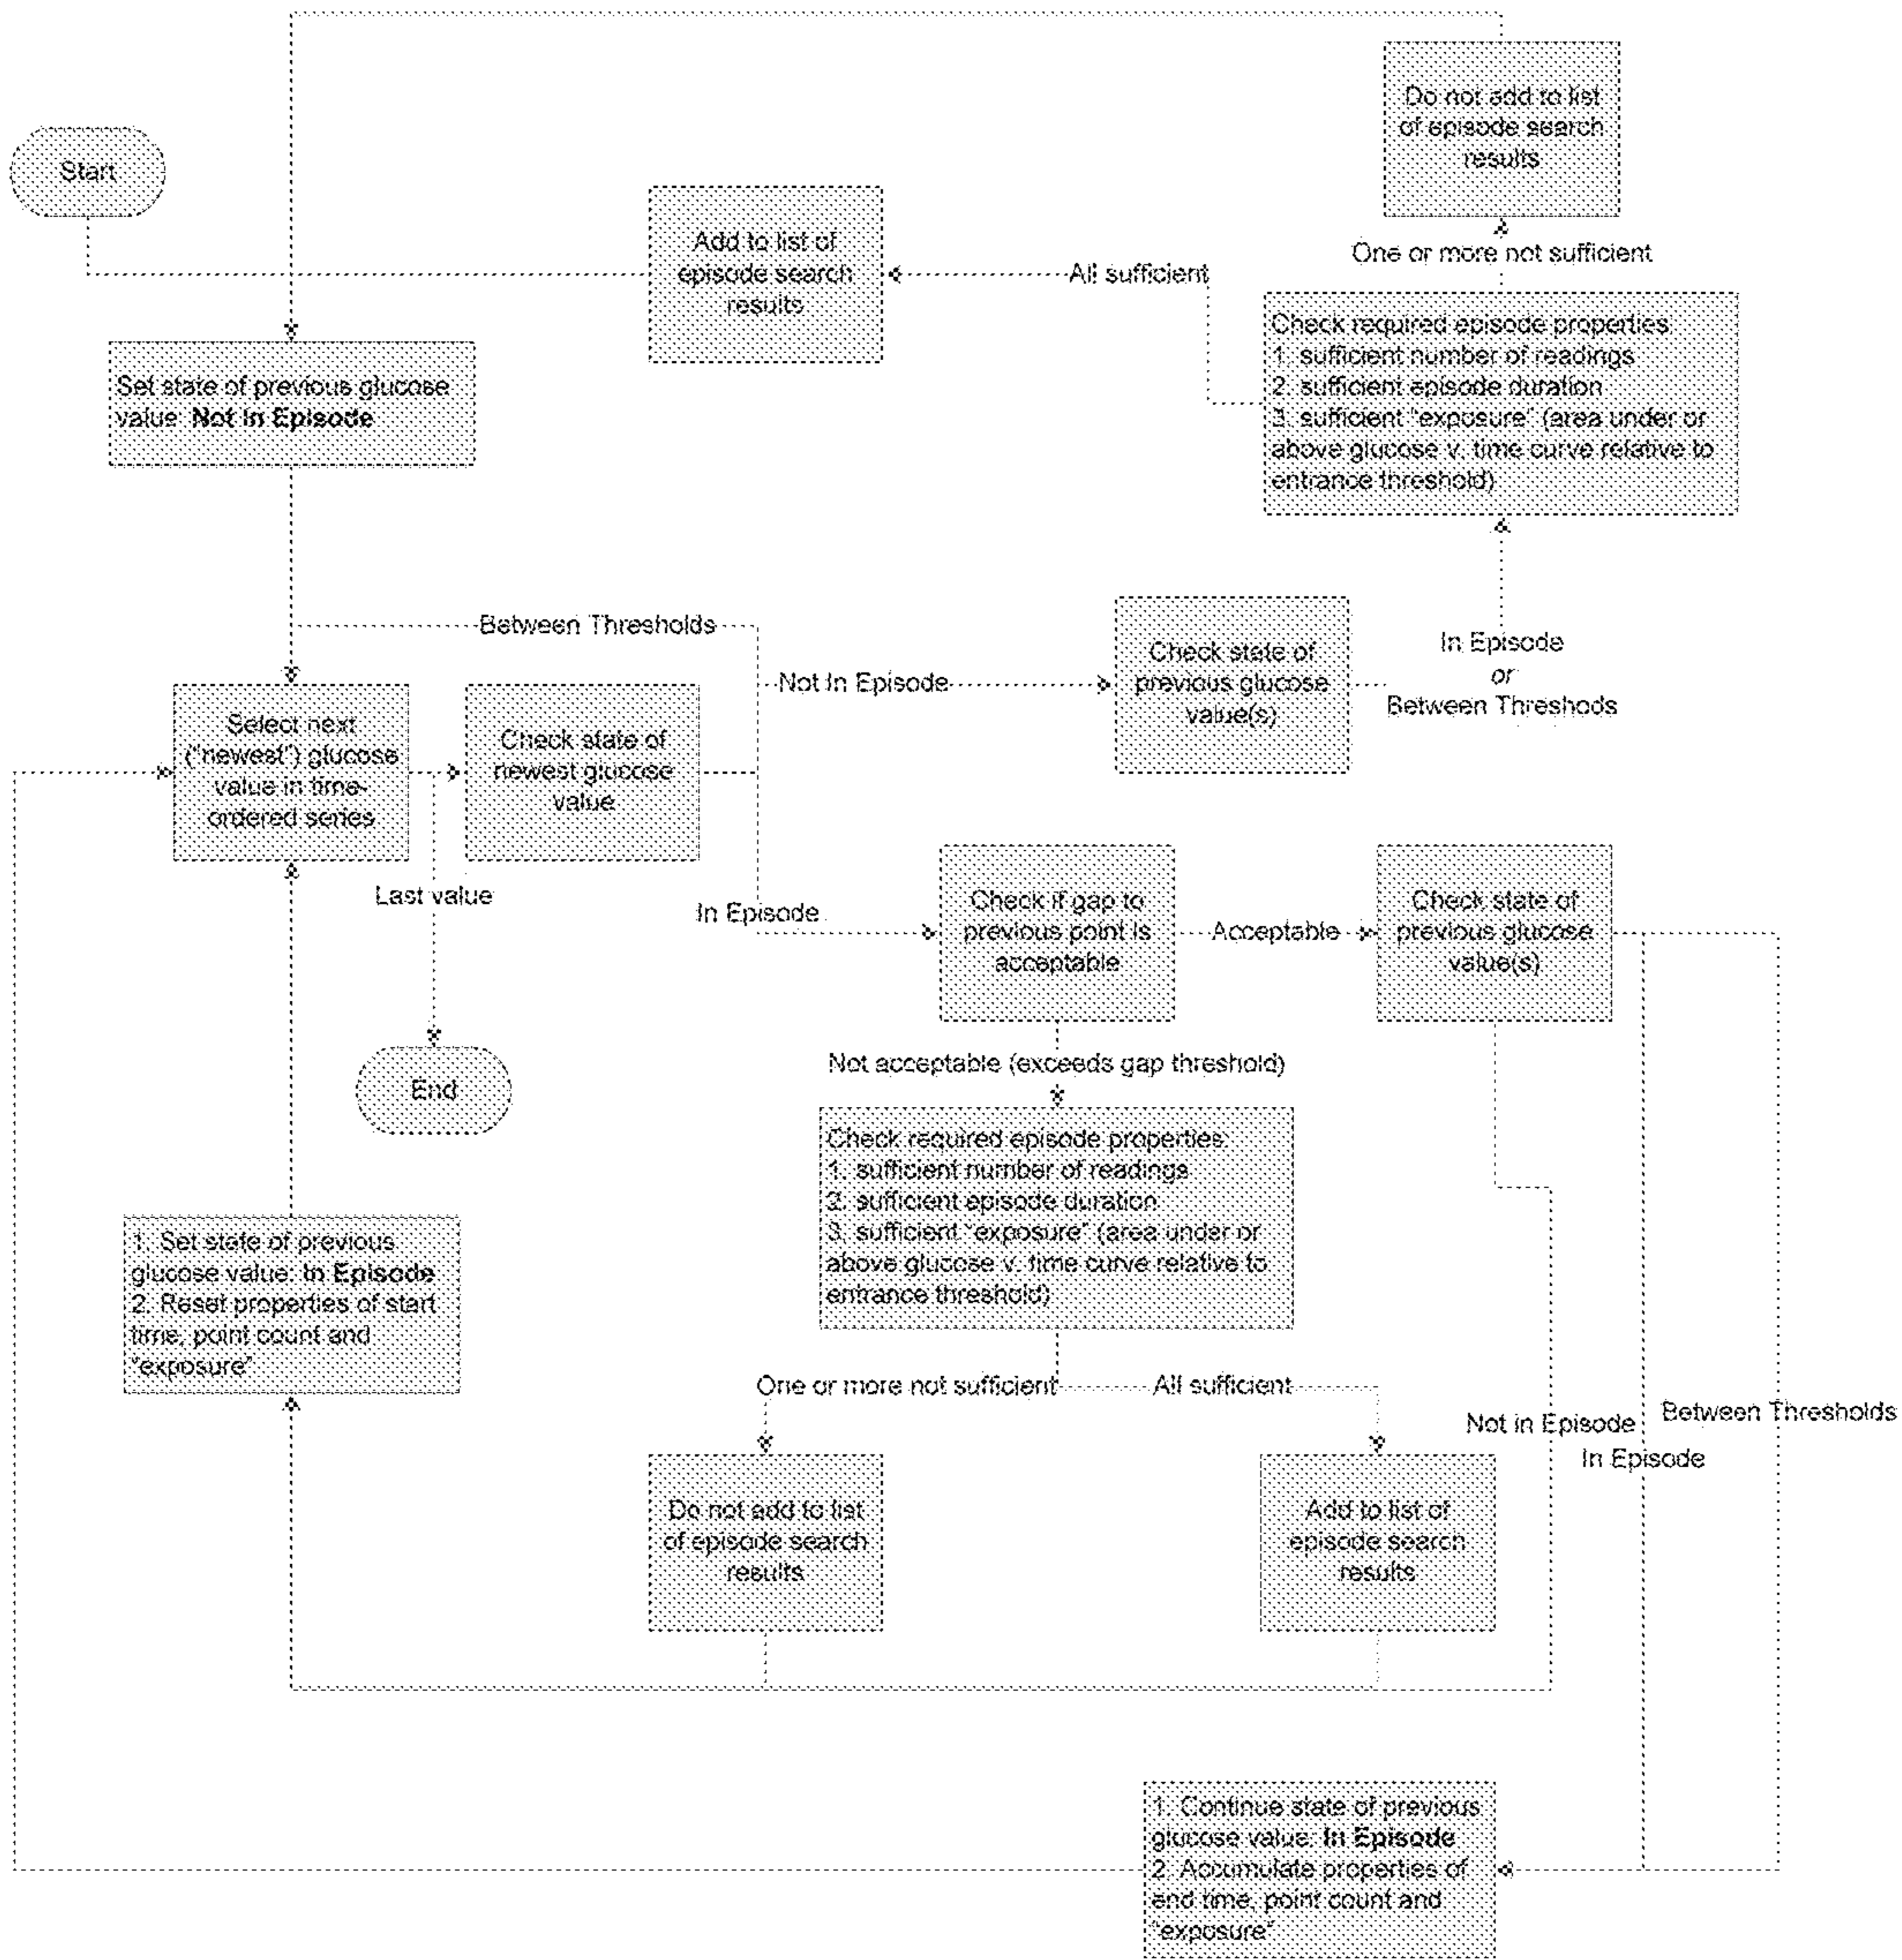 Do not add to list
of episode search
results
Start
Add to list of
episode search
results
All sufficient
One or more not sufficient
Check required episode properties:
1. sufficient number of readings
2. sufficient episode duration
3. sufficient "exposure" (area under or
above glucose v. time curve relative to
entrance threshold)
Set state of previous glucose
value: Not In Episode
Between Thresholds
Not In Episode
Check state of
previous glucose
value(s)
In Episode
or
Between Threshods
Select next
("newest") glucose
value in time-
ordered series
Check state of
newest glucose
value
Last value
In Episode
Check if gap to
previous point is
acceptable
Acceptable
Check state of
previous glucose
value(s)
End
Not acceptable (exceeds gap threshold)
Check required episode properties:
1. sufficient number of readings
2. sufficient episode duration
3. sufficient "exposure" (area under or
above glucose v. time curve relative to
entrance threshold)
1. Set state of previous
glucose value: In Episode
2. Reset properties of start
time, point count and
"exposure"
One or more not sufficient
All sufficient
Not in Episode
In Episode
Between Thresholds
Do not add to list
of episode search
results
Add to list of
episode search
results
1. Continue state of previous
glucose value: In Episode
2. Accumulate properties of
end time, point count and
"exposure"